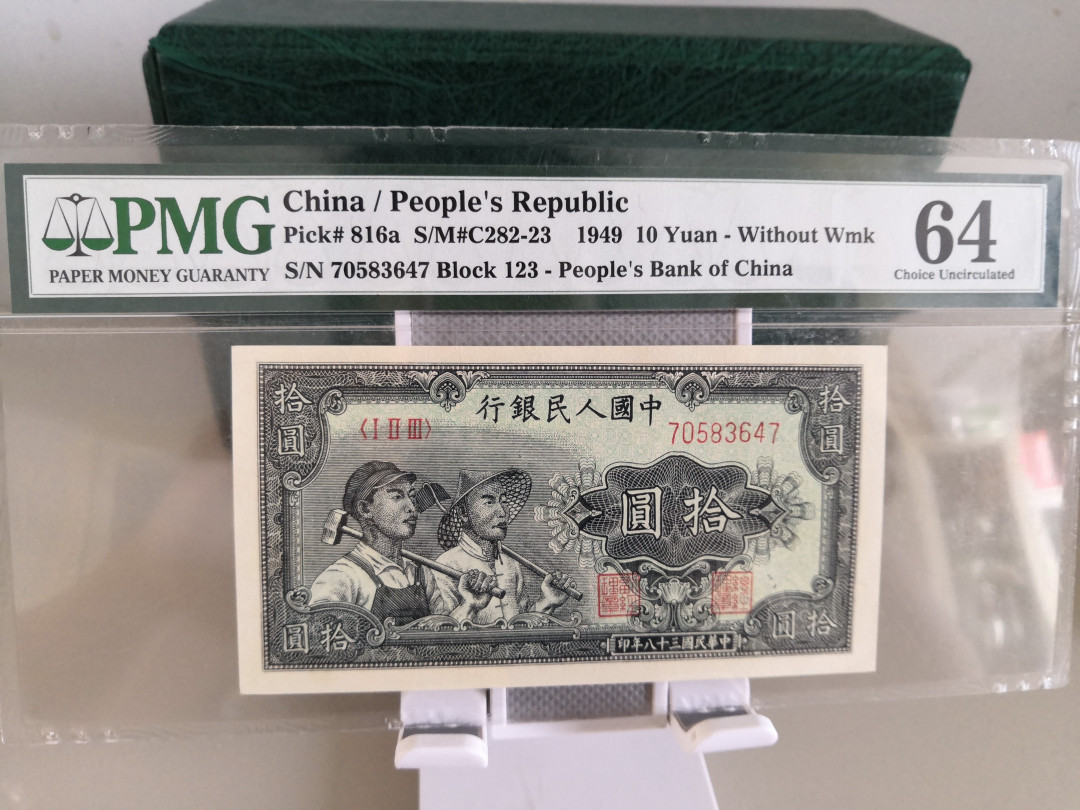 PMG
PAPER MONEY GUARANTY
China / People's Republic
Pick# 816a S/M#C282-23 1949 10 Yuan - Without Wmk
S/N 70583647 Block 123 - People's Bank of China
64
Choice Uncirculated
中國人民銀行
拾圓
拾圓
〈I II III〉
70583647
拾圓
拾圓
拾圓
中華民國三十八年印